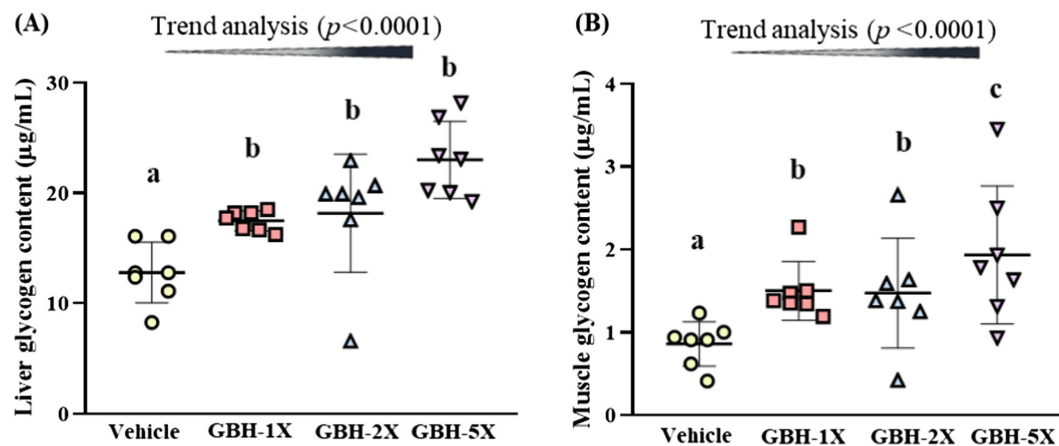 (A)
Trend analysis (p<0.0001)
Liver glycogen content (µg/mL)
30
20
10
0
a
b
b
b
Vehicle GBH-1X GBH-2X GBH-5X
(B)
Trend analysis (p<0.0001)
Muscle glycogen content (µg/mL)
4
3
2
1
0
a
b
b
c
Vehicle GBH-1X GBH-2X GBH-5X